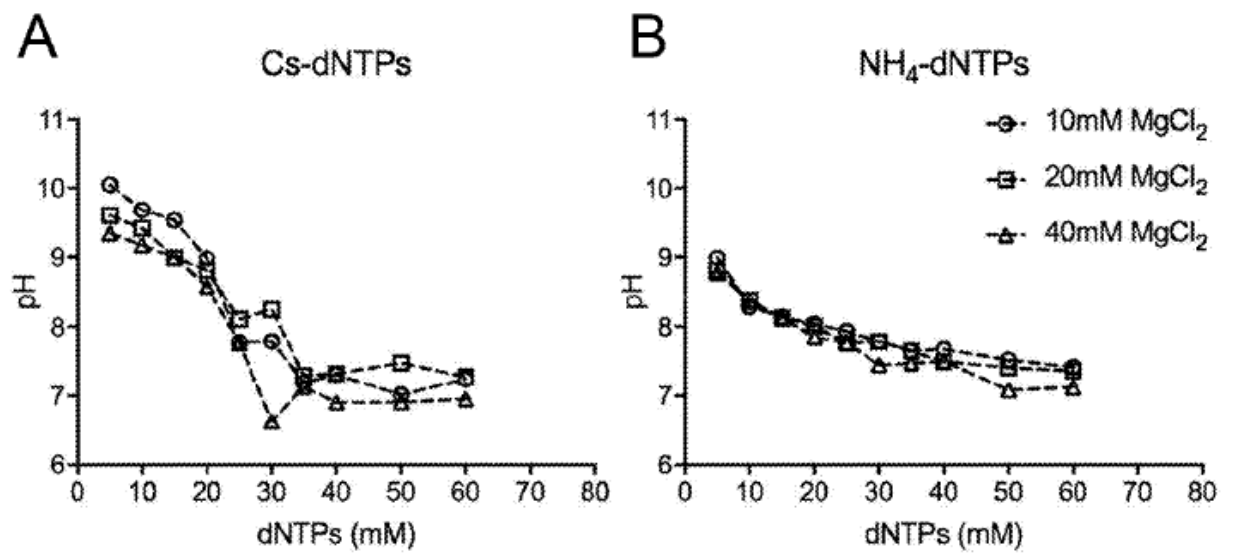 A
Cs-dNTPs
11
10
9
8
7
6
pH
0 10 20 30 40 50 60 70 80
dNTPs (mM)
B
NH₄-dNTPs
10mM MgCl₂
20mM MgCl₂
40mM MgCl₂
11
10
9
8
7
6
pH
0 10 20 30 40 50 60 70 80
dNTPs (mM)